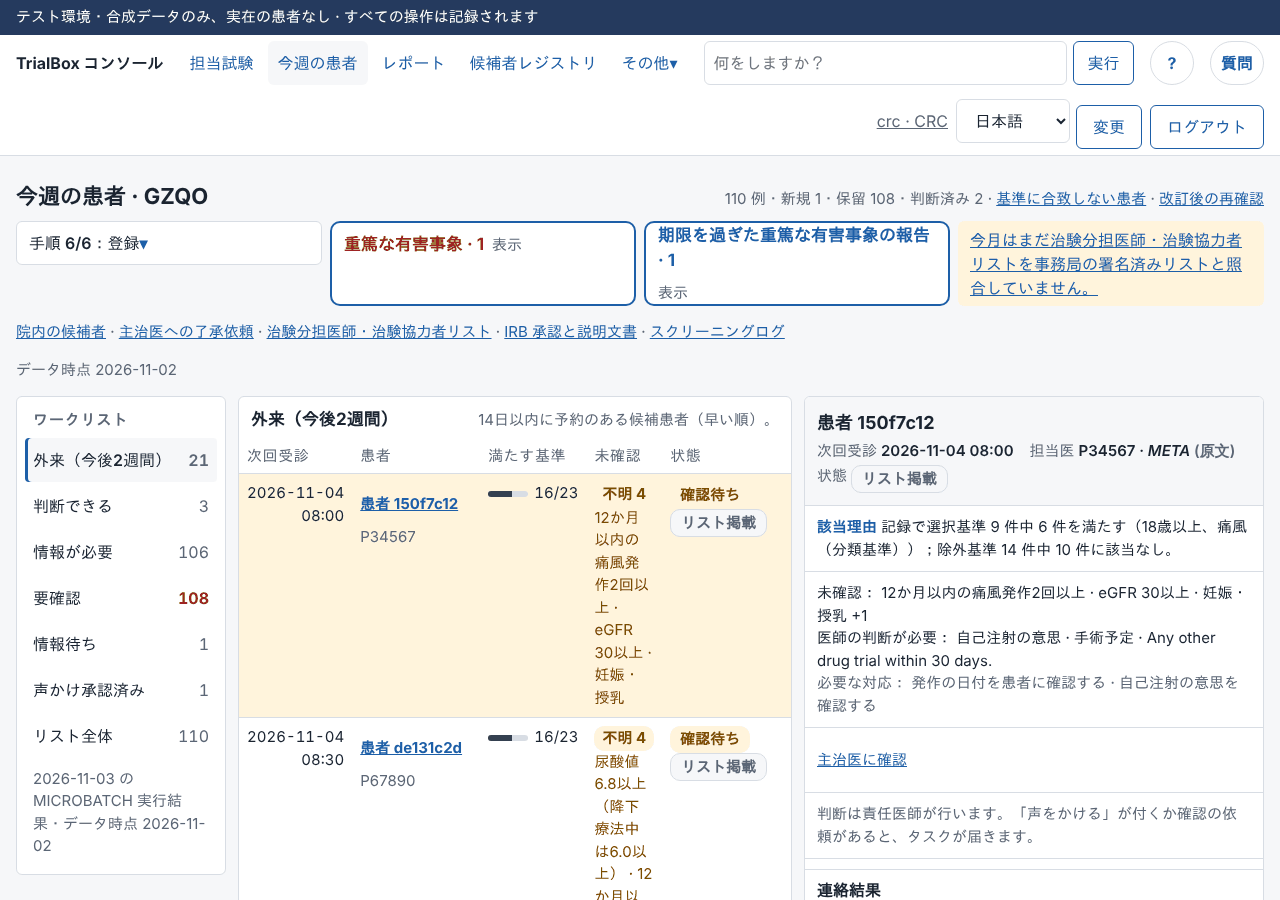 テスト環境・合成データのみ、実在の患者なし · すべての操作は記録されます
TrialBox コンソール 担当試験 今週の患者 レポート 候補者レジストリ その他▾ 何をしますか？ 実行 ? 質問
crc · CRC 日本語 変更 ログアウト
今週の患者 · GZQO
110 例・新規 1・保留 108・判断済み 2 · 基準に合致しない患者 · 改訂後の再確認
手順 6/6：登録▾
重篤な有害事象 · 1 表示
期限を過ぎた重篤な有害事象の報告
· 1
表示
今月はまだ治験分担医師・治験協力者
リストを事務局の署名済みリストと照
合していません。
院内の候補者 · 主治医への了承依頼 · 治験分担医師・治験協力者リスト · IRB 承認と説明文書 · スクリーニングログ
データ時点 2026-11-02
ワークリスト
外来（今後2週間） 21
判断できる 3
情報が必要 106
要確認 108
情報待ち 1
声かけ承認済み 1
リスト全体 110
2026-11-03 の
MICROBATCH 実行結
果・データ時点 2026-11-
02
外来（今後2週間） 14日以内に予約のある候補患者（早い順）。
次回受診 患者 満たす基準 未確認 状態
2026-11-04
08:00
患者 150f7c12
P34567
16/23
不明 4
12か月
以内の
痛風発
作2回以
上 ·
eGFR
30以上 ·
妊娠・
授乳
確認待ち
リスト掲載
2026-11-04
08:30
患者 de131c2d
P67890
16/23
不明 4
尿酸値
6.8以上
（降下
療法中
は6.0以
上） · 12
か月以
確認待ち
リスト掲載
患者 150f7c12
次回受診 2026-11-04 08:00 担当医 P34567 · META (原文)
状態 リスト掲載
該当理由 記録で選択基準 9 件中 6 件を満たす（18歳以上、痛風
（分類基準））；除外基準 14 件中 10 件に該当なし。
未確認： 12か月以内の痛風発作2回以上 · eGFR 30以上 · 妊娠・
授乳 +1
医師の判断が必要： 自己注射の意思 · 手術予定 · Any other
drug trial within 30 days.
必要な対応： 発作の日付を患者に確認する · 自己注射の意思を
確認する
主治医に確認
判断は責任医師が行います。「声をかける」が付くか確認の依
頼があると、タスクが届きます。
連絡結果